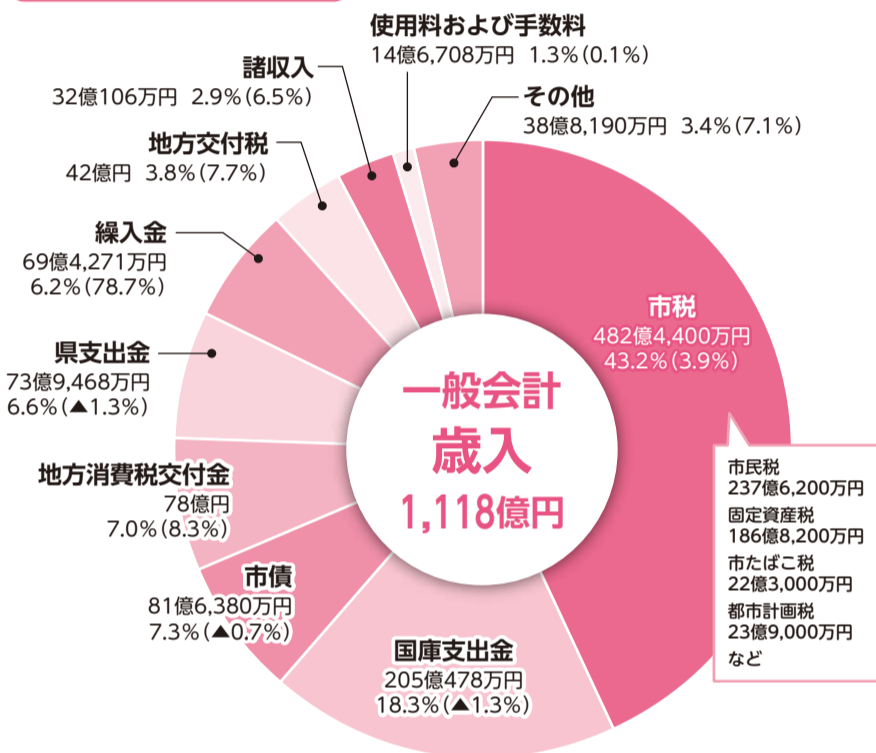 使用料および手数料
14億6,708万円 1.3%(0.1%)
諸収入
32億106万円 2.9%(6.5%)
その他
38億8,190万円 3.4%(7.1%)
地方交付税
42億円 3.8%(7.7%)
繰入金
69億4,271万円
6.2%(78.7%)
県支出金
73億9,468万円
6.6%(▲1.3%)
地方消費税交付金
78億円
7.0%(8.3%)
市債
81億6,380万円
7.3%(▲0.7%)
国庫支出金
205億478万円
18.3%(▲1.3%)
市税
482億4,400万円
43.2%(3.9%)
市民税
237億6,200万円
固定資産税
186億8,200万円
市たばこ税
22億3,000万円
都市計画税
23億9,000万円
など
一般会計
歳入
1,118億円